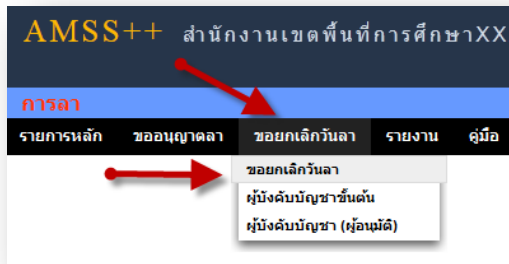 AMSS++ สำนักงานเขตพื้นที่การศึกษาXX
การลา
รายการหลัก ขออนุญาตลา ขอยกเลิกวันลา รายงาน คู่มือ
ขอยกเลิกวันลา
ผู้บังคับบัญชาขั้นต้น
ผู้บังคับบัญชา (ผู้อนุมัติ)